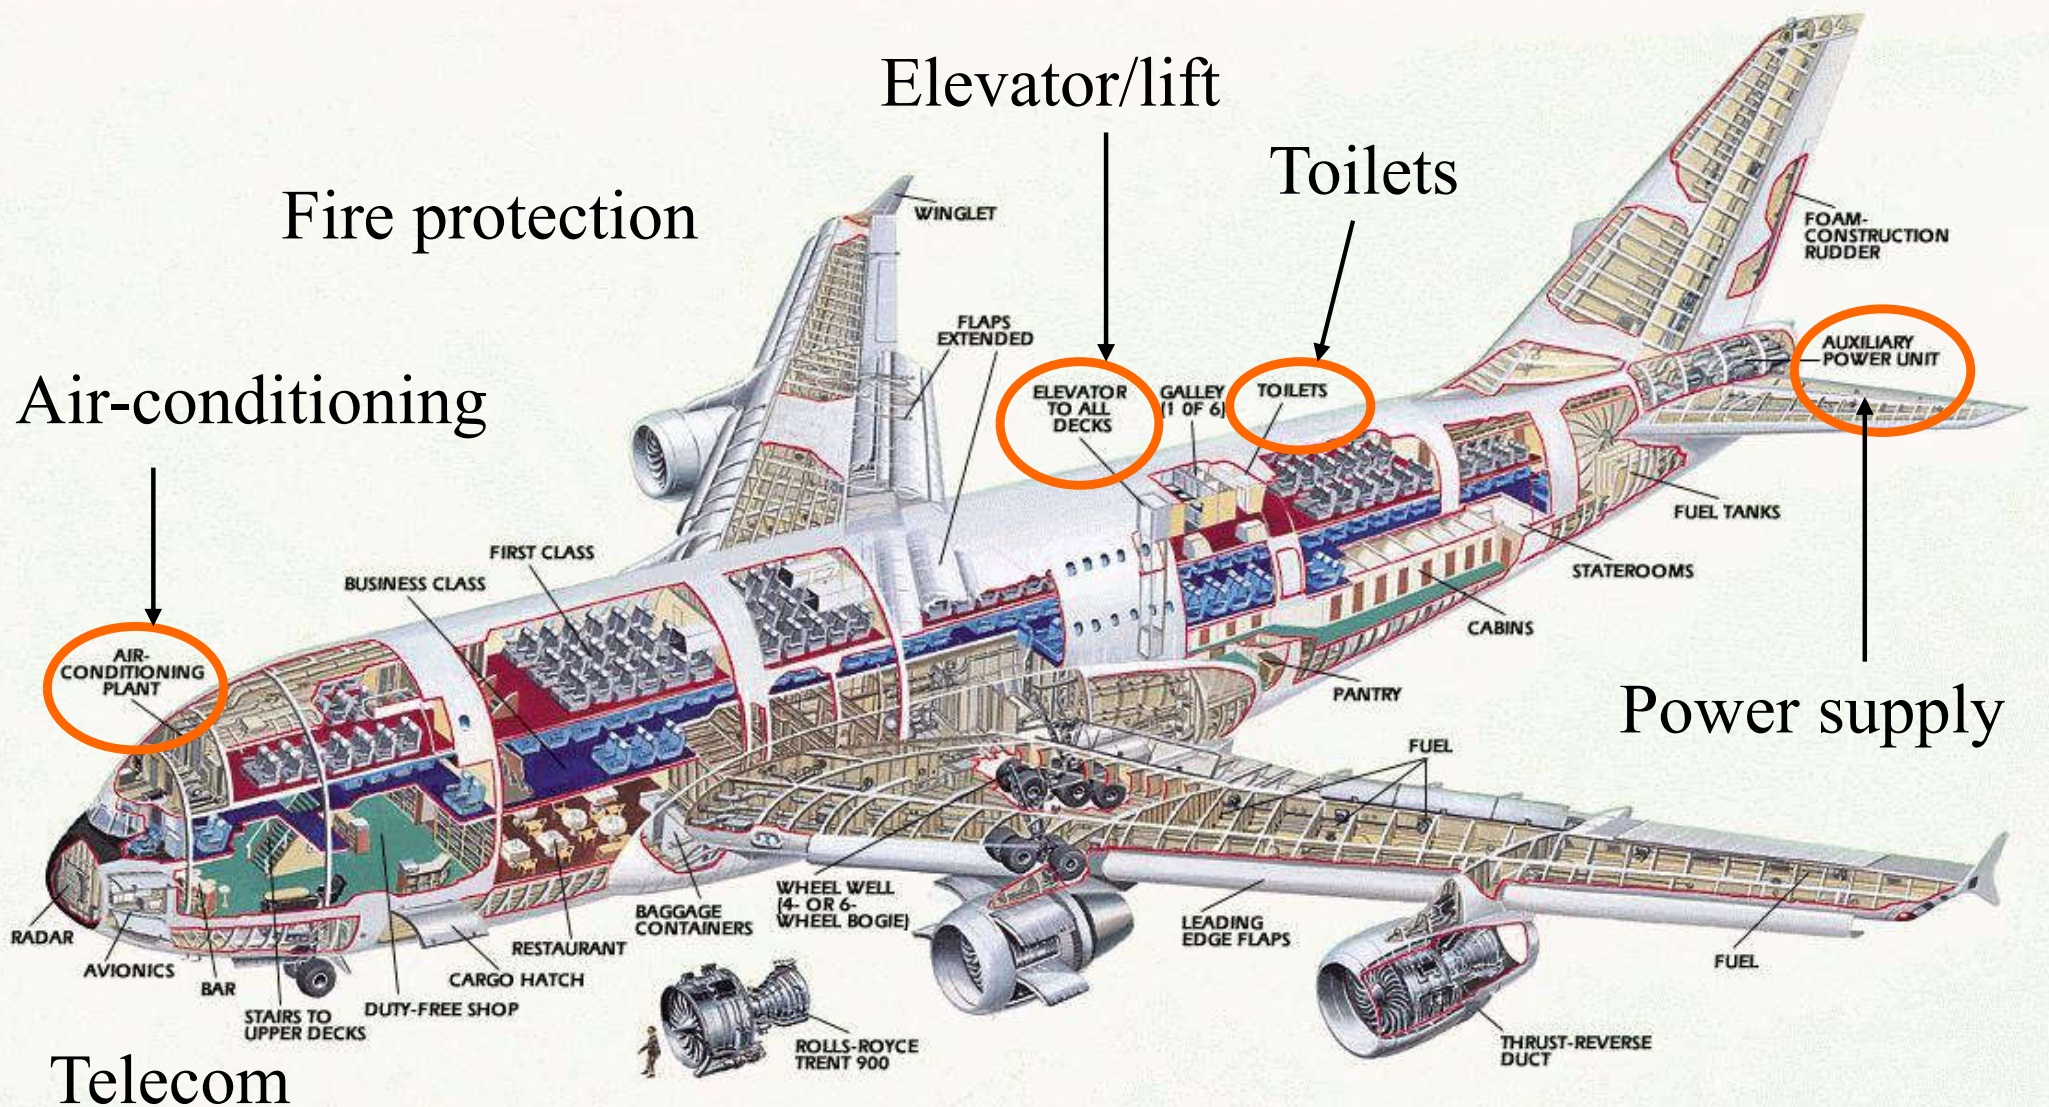 Elevator/lift
Toilets
Fire protection
WINGLET
FOAM-
CONSTRUCTION
RUDDER
FLAPS
EXTENDED
AUXILIARY
POWER UNIT
Air-conditioning
ELEVATOR
TO ALL
DECKS
GALLEY
(1 OF 6)
TOILETS
FUEL TANKS
FIRST CLASS
BUSINESS CLASS
STATEROOMS
CABINS
AIR-
CONDITIONING
PLANT
PANTRY
Power supply
FUEL
WHEEL WELL
(4- OR 6-
WHEEL BOGIE)
BAGGAGE
CONTAINERS
LEADING
EDGE FLAPS
RADAR
RESTAURANT
AVIONICS
CARGO HATCH
FUEL
BAR
DUTY-FREE SHOP
STAIRS TO
UPPER DECKS
ROLLS-ROYCE
TRENT 900
THRUST-REVERSE
DUCT
Telecom